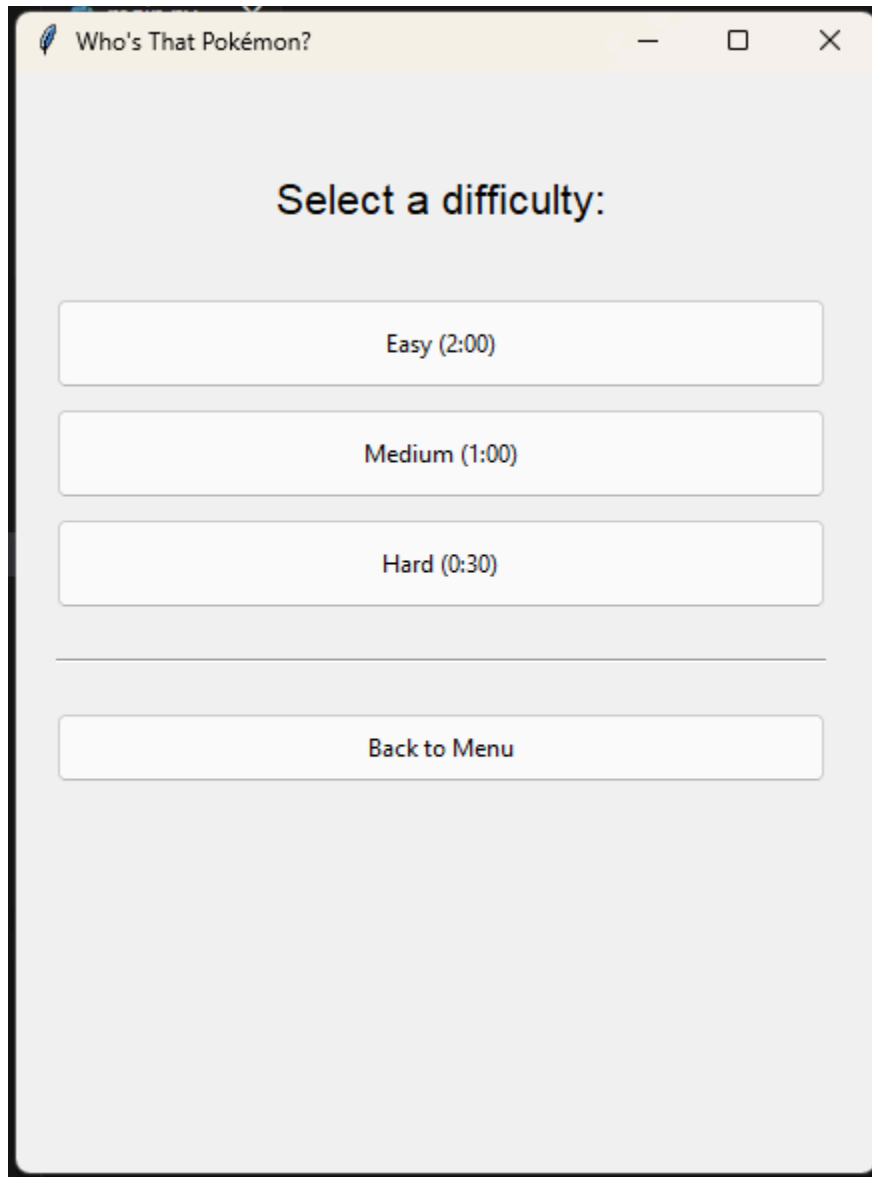 Who's That Pokémon?
Select a difficulty:
Easy (2:00)
Medium (1:00)
Hard (0:30)
Back to Menu